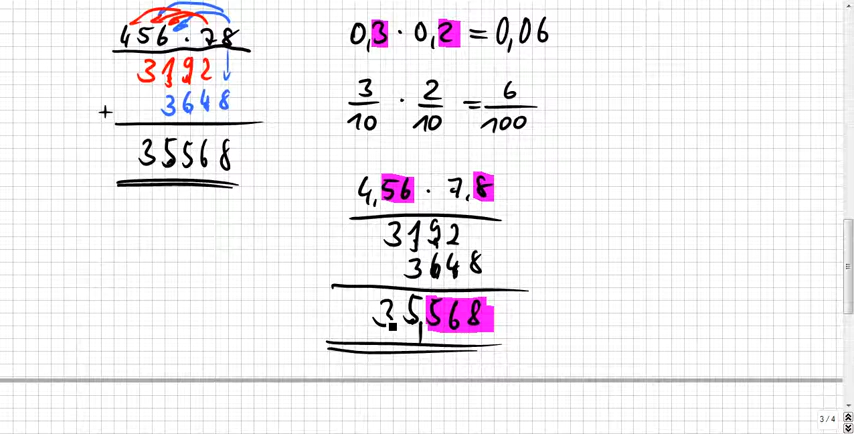 456 · 78
3192
3648
+
35568
0,3 · 0,2 = 0,06
3/10 · 2/10 = 6/100
4,56 · 7,8
3192
3648
35,568
3 / 4